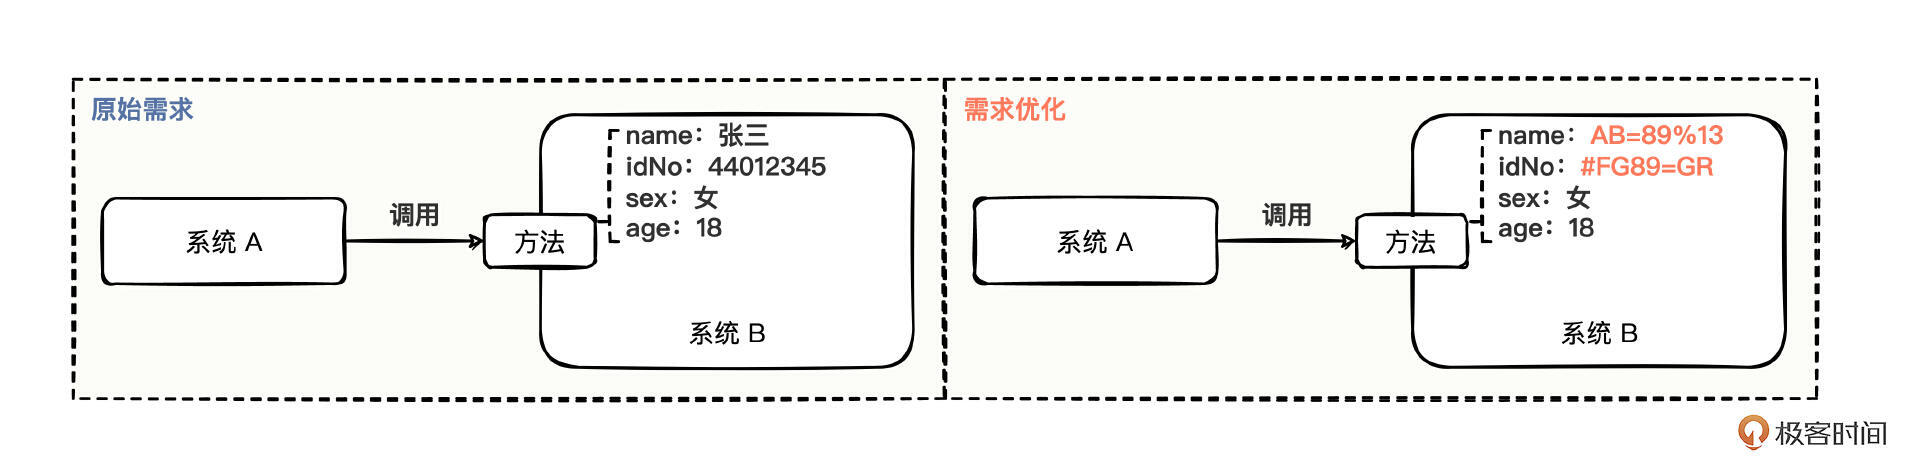 原始需求
name：张三
idNo：44012345
sex：女
age：18
系统 A
调用
方法
系统 B
需求优化
name：AB=89%13
idNo：#FG89=GR
sex：女
age：18
系统 A
调用
方法
系统 B
极客时间